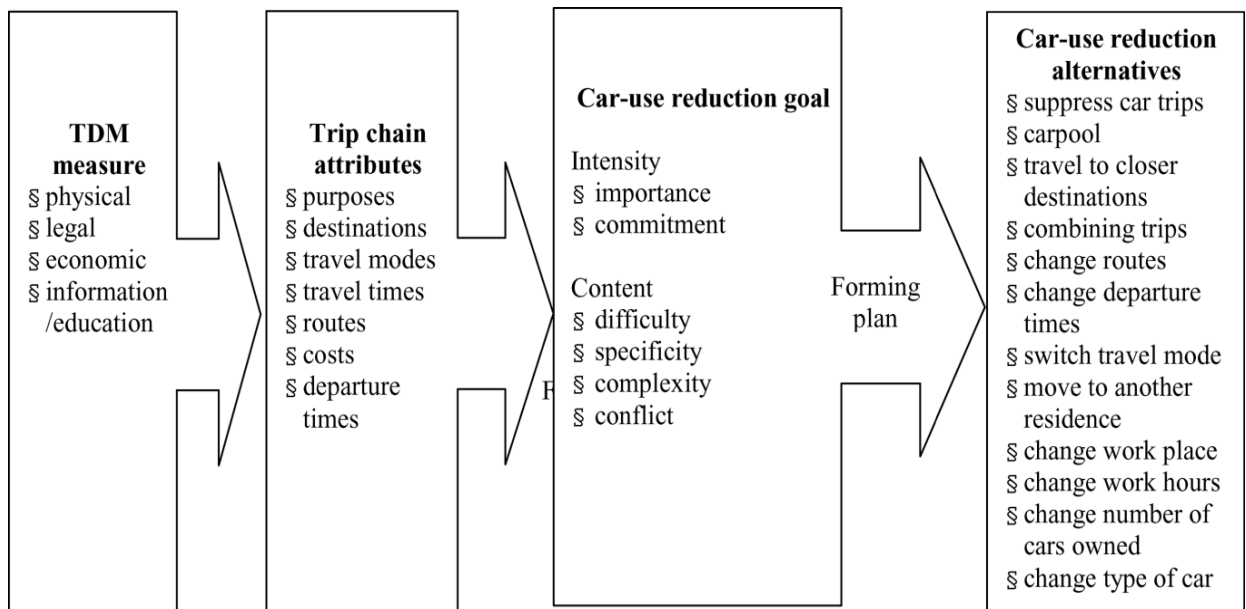 TDM
measure
§ physical
§ legal
§ economic
§ information
/education
Trip chain
attributes
§ purposes
§ destinations
§ travel modes
§ travel times
§ routes
§ costs
§ departure
times
F
Car-use reduction goal
Intensity
§ importance
§ commitment
Content
§ difficulty
§ specificity
§ complexity
§ conflict
Forming
plan
Car-use reduction
alternatives
§ suppress car trips
§ carpool
§ travel to closer
destinations
§ combining trips
§ change routes
§ change departure
times
§ switch travel mode
§ move to another
residence
§ change work place
§ change work hours
§ change number of
cars owned
§ change type of car